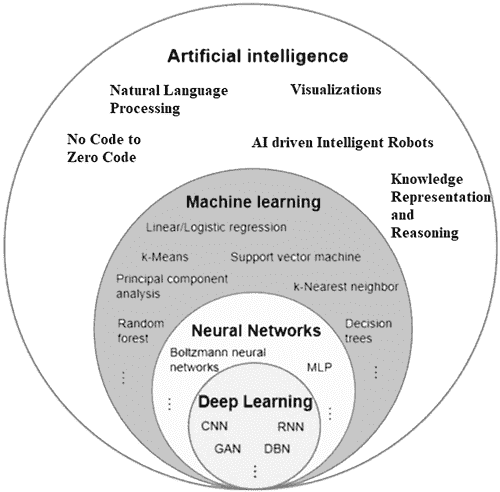 Artificial intelligence
Natural Language
Processing
Visualizations
No Code to
Zero Code
AI driven Intelligent Robots
Knowledge
Representation
and
Reasoning
Machine learning
Linear/Logistic regression
k-Means
Support vector machine
Principal component
analysis
k-Nearest neighbor
Random
forest
Decision
trees
Neural Networks
Boltzmann neural
networks
MLP
Deep Learning
CNN
RNN
GAN
DBN